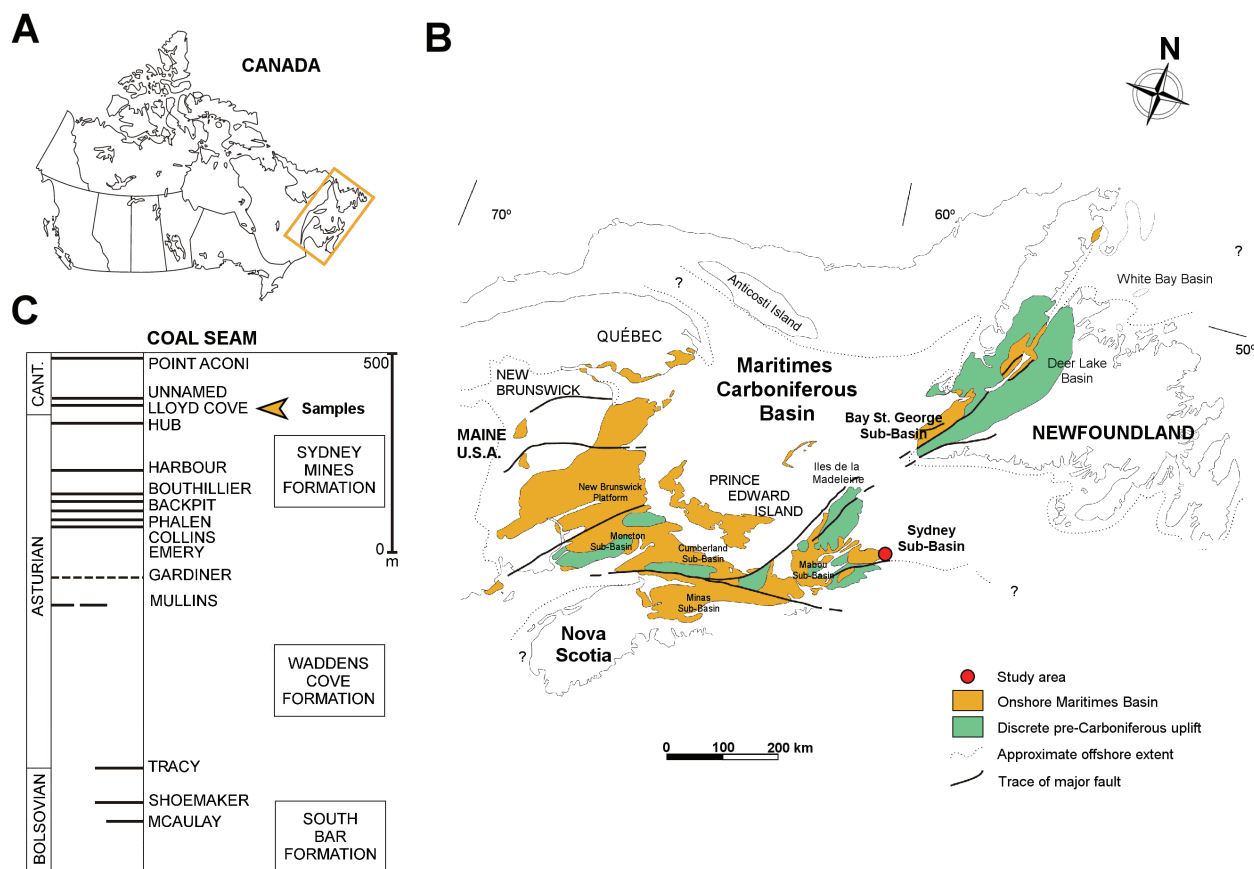 A
CANADA
B
N
70º
60º
?
White Bay Basin
?
Anticosti Island
50º
QUÉBEC
Deer Lake
Basin
Maritimes
Carboniferous
Basin
NEW
BRUNSWICK
Bay St. George
Sub-Basin
NEWFOUNDLAND
MAINE
U.S.A.
Iles de la
Madeleine
New Brunswick
Platform
PRINCE
EDWARD
ISLAND
Moncton
Sub-Basin
Cumberland
Sub-Basin
Sydney
Sub-Basin
Mabou
Sub-Basin
?
Minas
Sub-Basin
Nova
Scotia
?
Study area
Onshore Maritimes Basin
Discrete pre-Carboniferous uplift
Approximate offshore extent
Trace of major fault
0 100 200 km
C
COAL SEAM
CANT.
ASTURIAN
BOLSOVIAN
POINT ACONI
UNNAMED
LLOYD COVE
Samples
HUB
HARBOUR
BOUTHILLIER
BACKPIT
PHALEN
COLLINS
EMERY
GARDINER
MULLINS
TRACY
SHOEMAKER
MCAULAY
500
0
m
SYDNEY
MINES
FORMATION
WADDENS
COVE
FORMATION
SOUTH
BAR
FORMATION